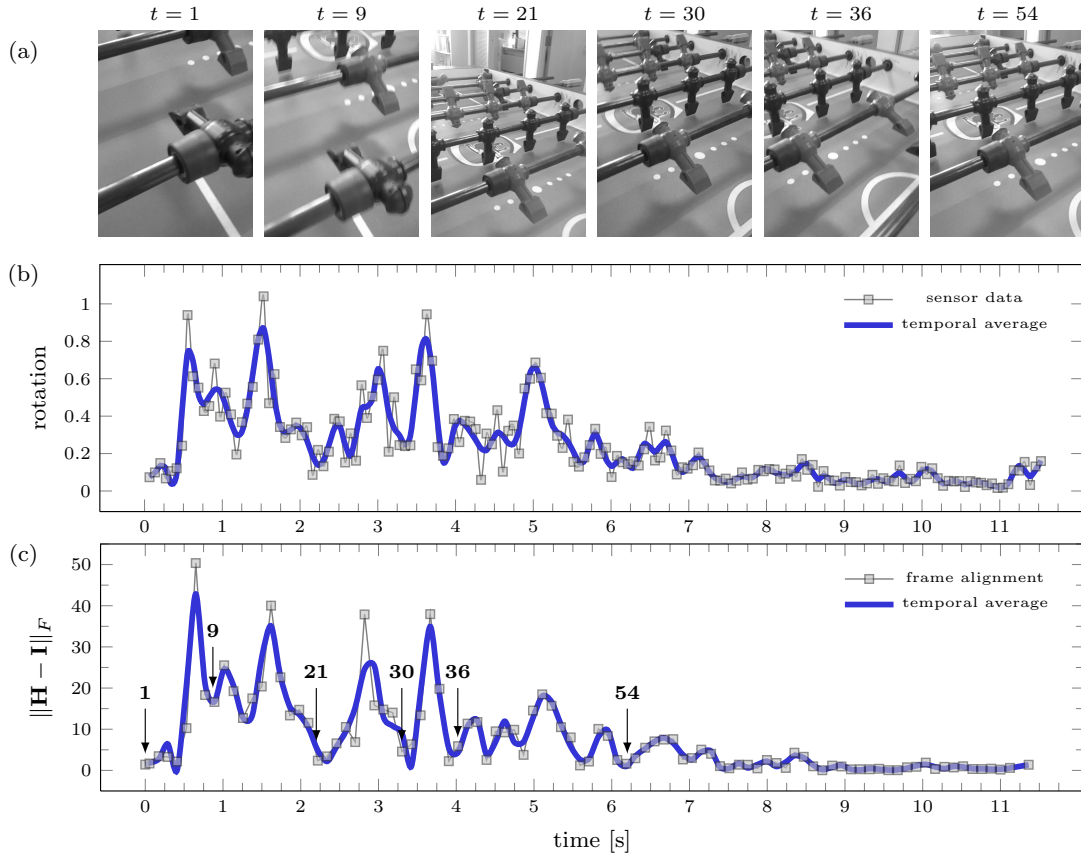 t = 1 t = 9 t = 21 t = 30 t = 36 t = 54
(a)
(b)
1
0.8
0.6
0.4
0.2
0
rotation
sensor data
temporal average
0 1 2 3 4 5 6 7 8 9 10 11
(c)
50
40
30
20
10
0
‖H − I‖_F
frame alignment
temporal average
1 9 21 30 36 54
0 1 2 3 4 5 6 7 8 9 10 11
time [s]